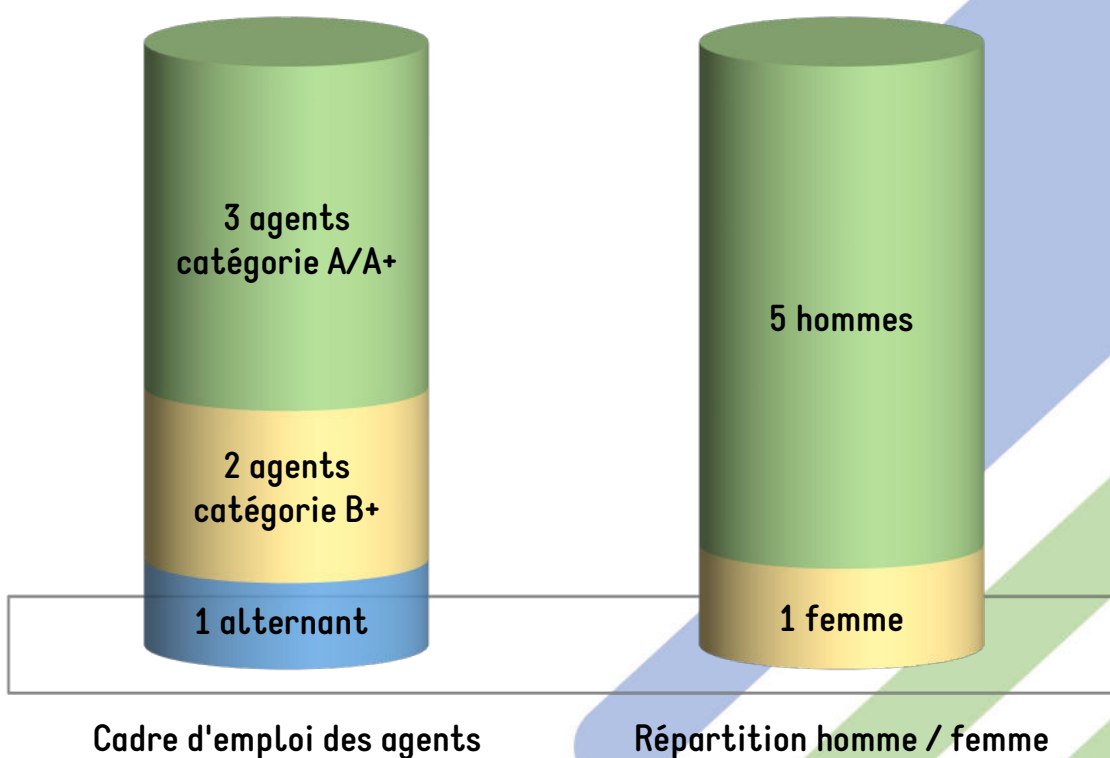 3 agents
catégorie A/A+
2 agents
catégorie B+
1 alternant
Cadre d'emploi des agents
5 hommes
1 femme
Répartition homme / femme